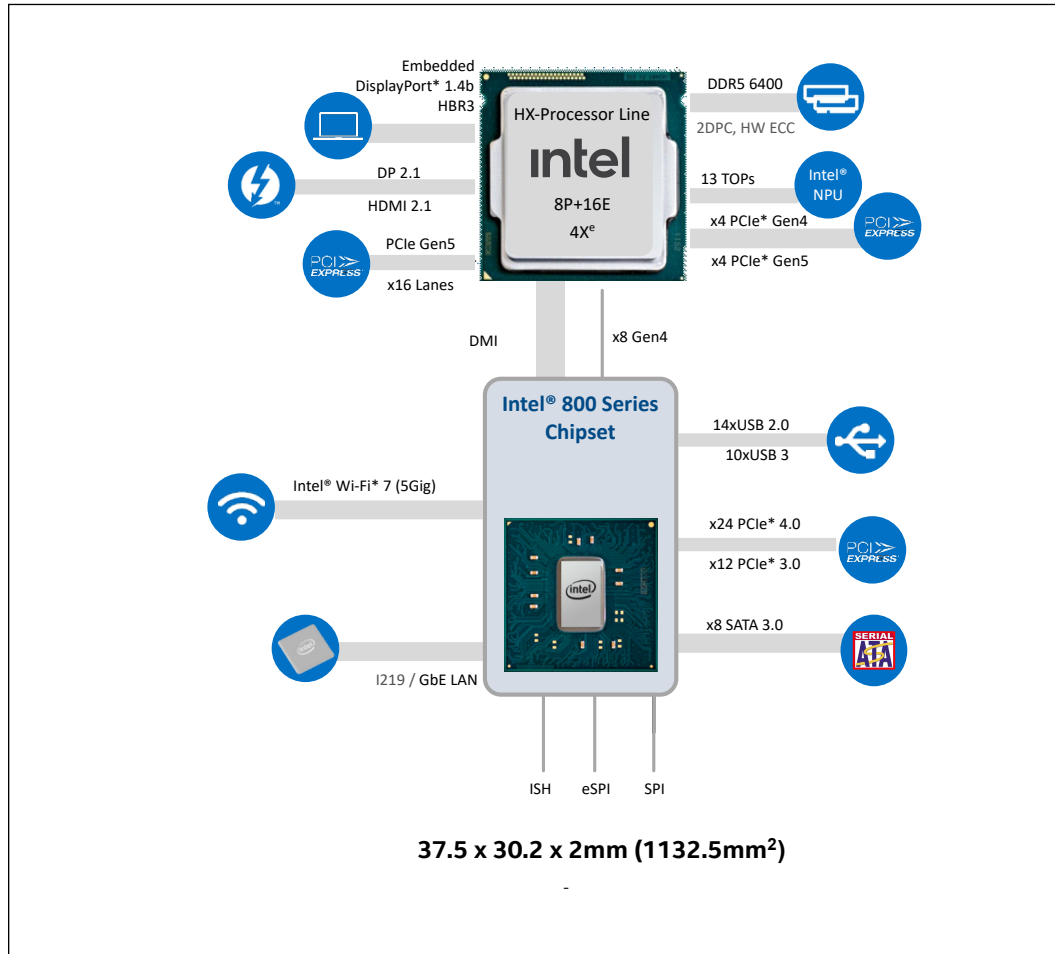 Embedded
DisplayPort* 1.4b
HBR3
DP 2.1
HDMI 2.1
PCI
EXPRESS
PCIe Gen5
x16 Lanes
HX-Processor Line
intel
8P+16E
4Xᵉ
DDR5 6400
2DPC, HW ECC
13 TOPs
Intel®
NPU
x4 PCIe* Gen4
x4 PCIe* Gen5
PCI
EXPRESS
DMI
x8 Gen4
Intel® 800 Series
Chipset
intel
Intel® Wi-Fi* 7 (5Gig)
intel
I219 / GbE LAN
14xUSB 2.0
10xUSB 3
x24 PCIe* 4.0
x12 PCIe* 3.0
PCI
EXPRESS
x8 SATA 3.0
SERIAL
ATA
ISH eSPI SPI
37.5 x 30.2 x 2mm (1132.5mm²)
-